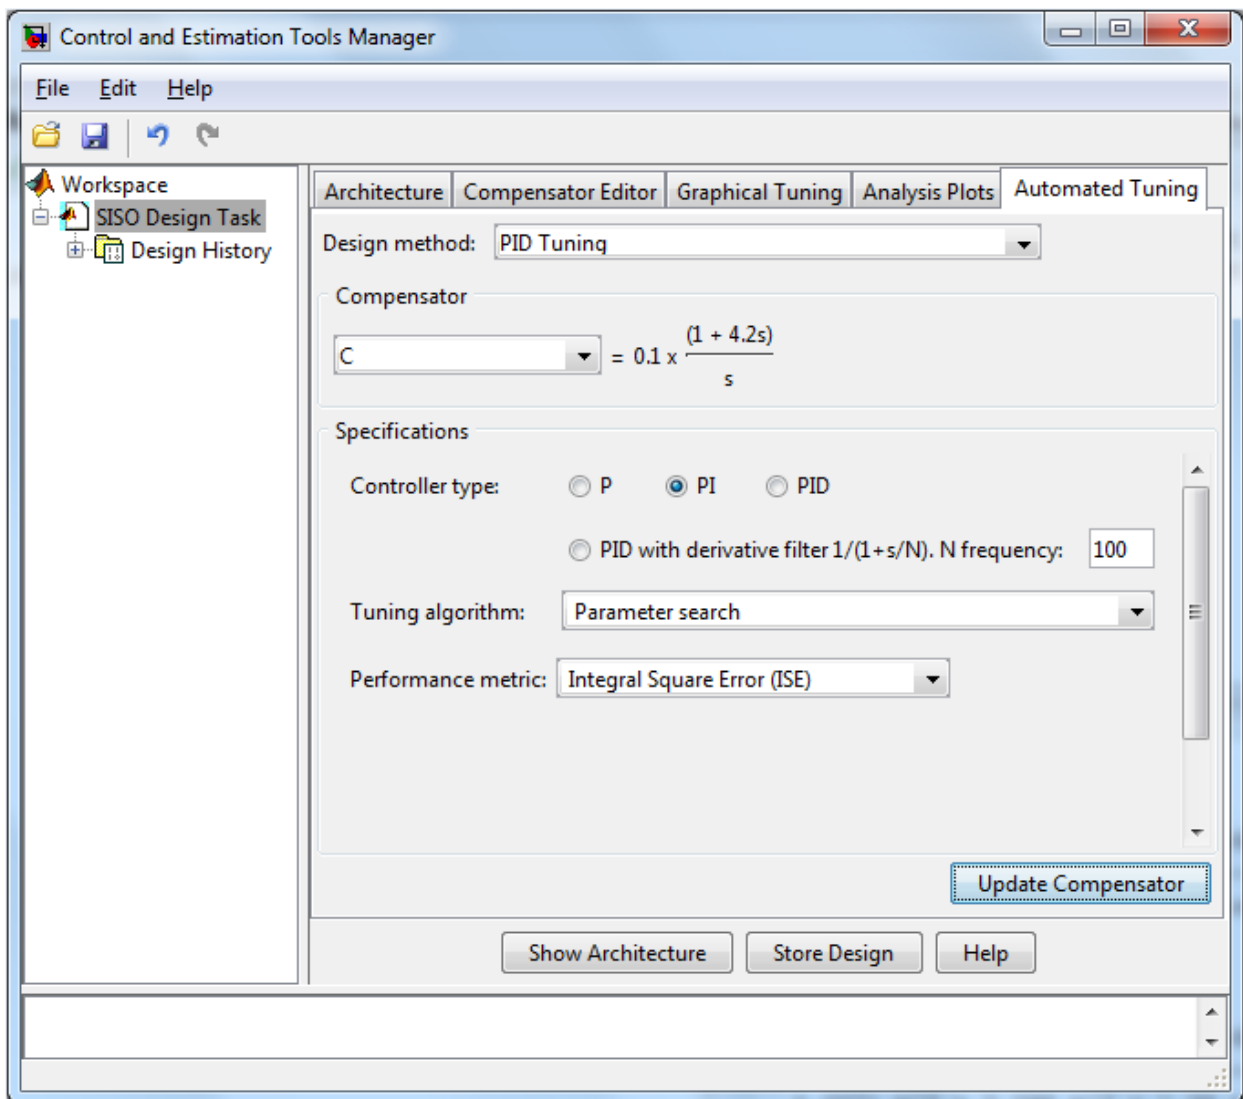 Control and Estimation Tools Manager
File Edit Help
Workspace
SISO Design Task
Design History
Architecture Compensator Editor Graphical Tuning Analysis Plots Automated Tuning
Design method: PID Tuning
Compensator
C = 0.1 x (1 + 4.2s)
s
Specifications
Controller type: P PI PID
PID with derivative filter 1/(1+s/N). N frequency: 100
Tuning algorithm: Parameter search
Performance metric: Integral Square Error (ISE)
Update Compensator
Show Architecture Store Design Help